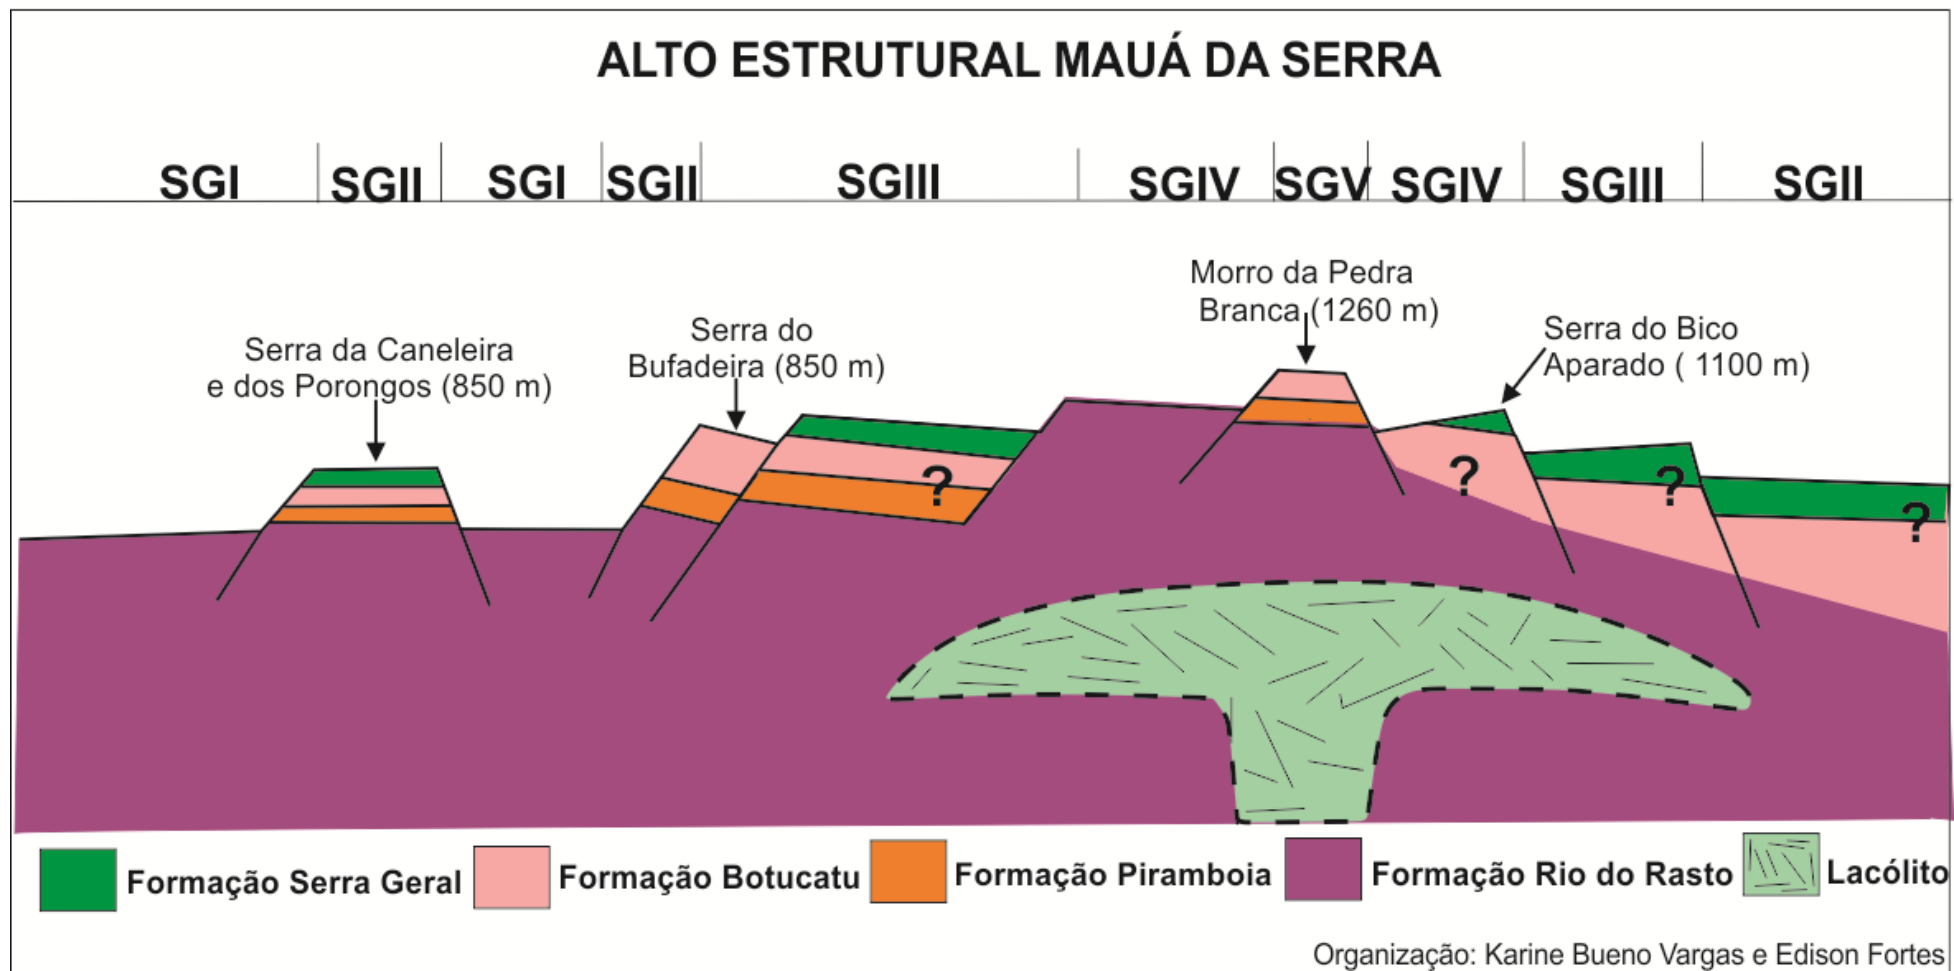 ALTO ESTRUTURAL MAUÁ DA SERRA
SGI SGII SGI SGII SGIII SGIV SGV SGIV SGIII SGII
Morro da Pedra
Branca (1260 m)
Serra do Bico
Aparado ( 1100 m)
Serra do
Bufadeira (850 m)
Serra da Caneleira
e dos Porongos (850 m)
?
?
?
?
Formação Serra Geral
Formação Botucatu
Formação Piramboia
Formação Rio do Rasto
Lacólito
Organização: Karine Bueno Vargas e Edison Fortes